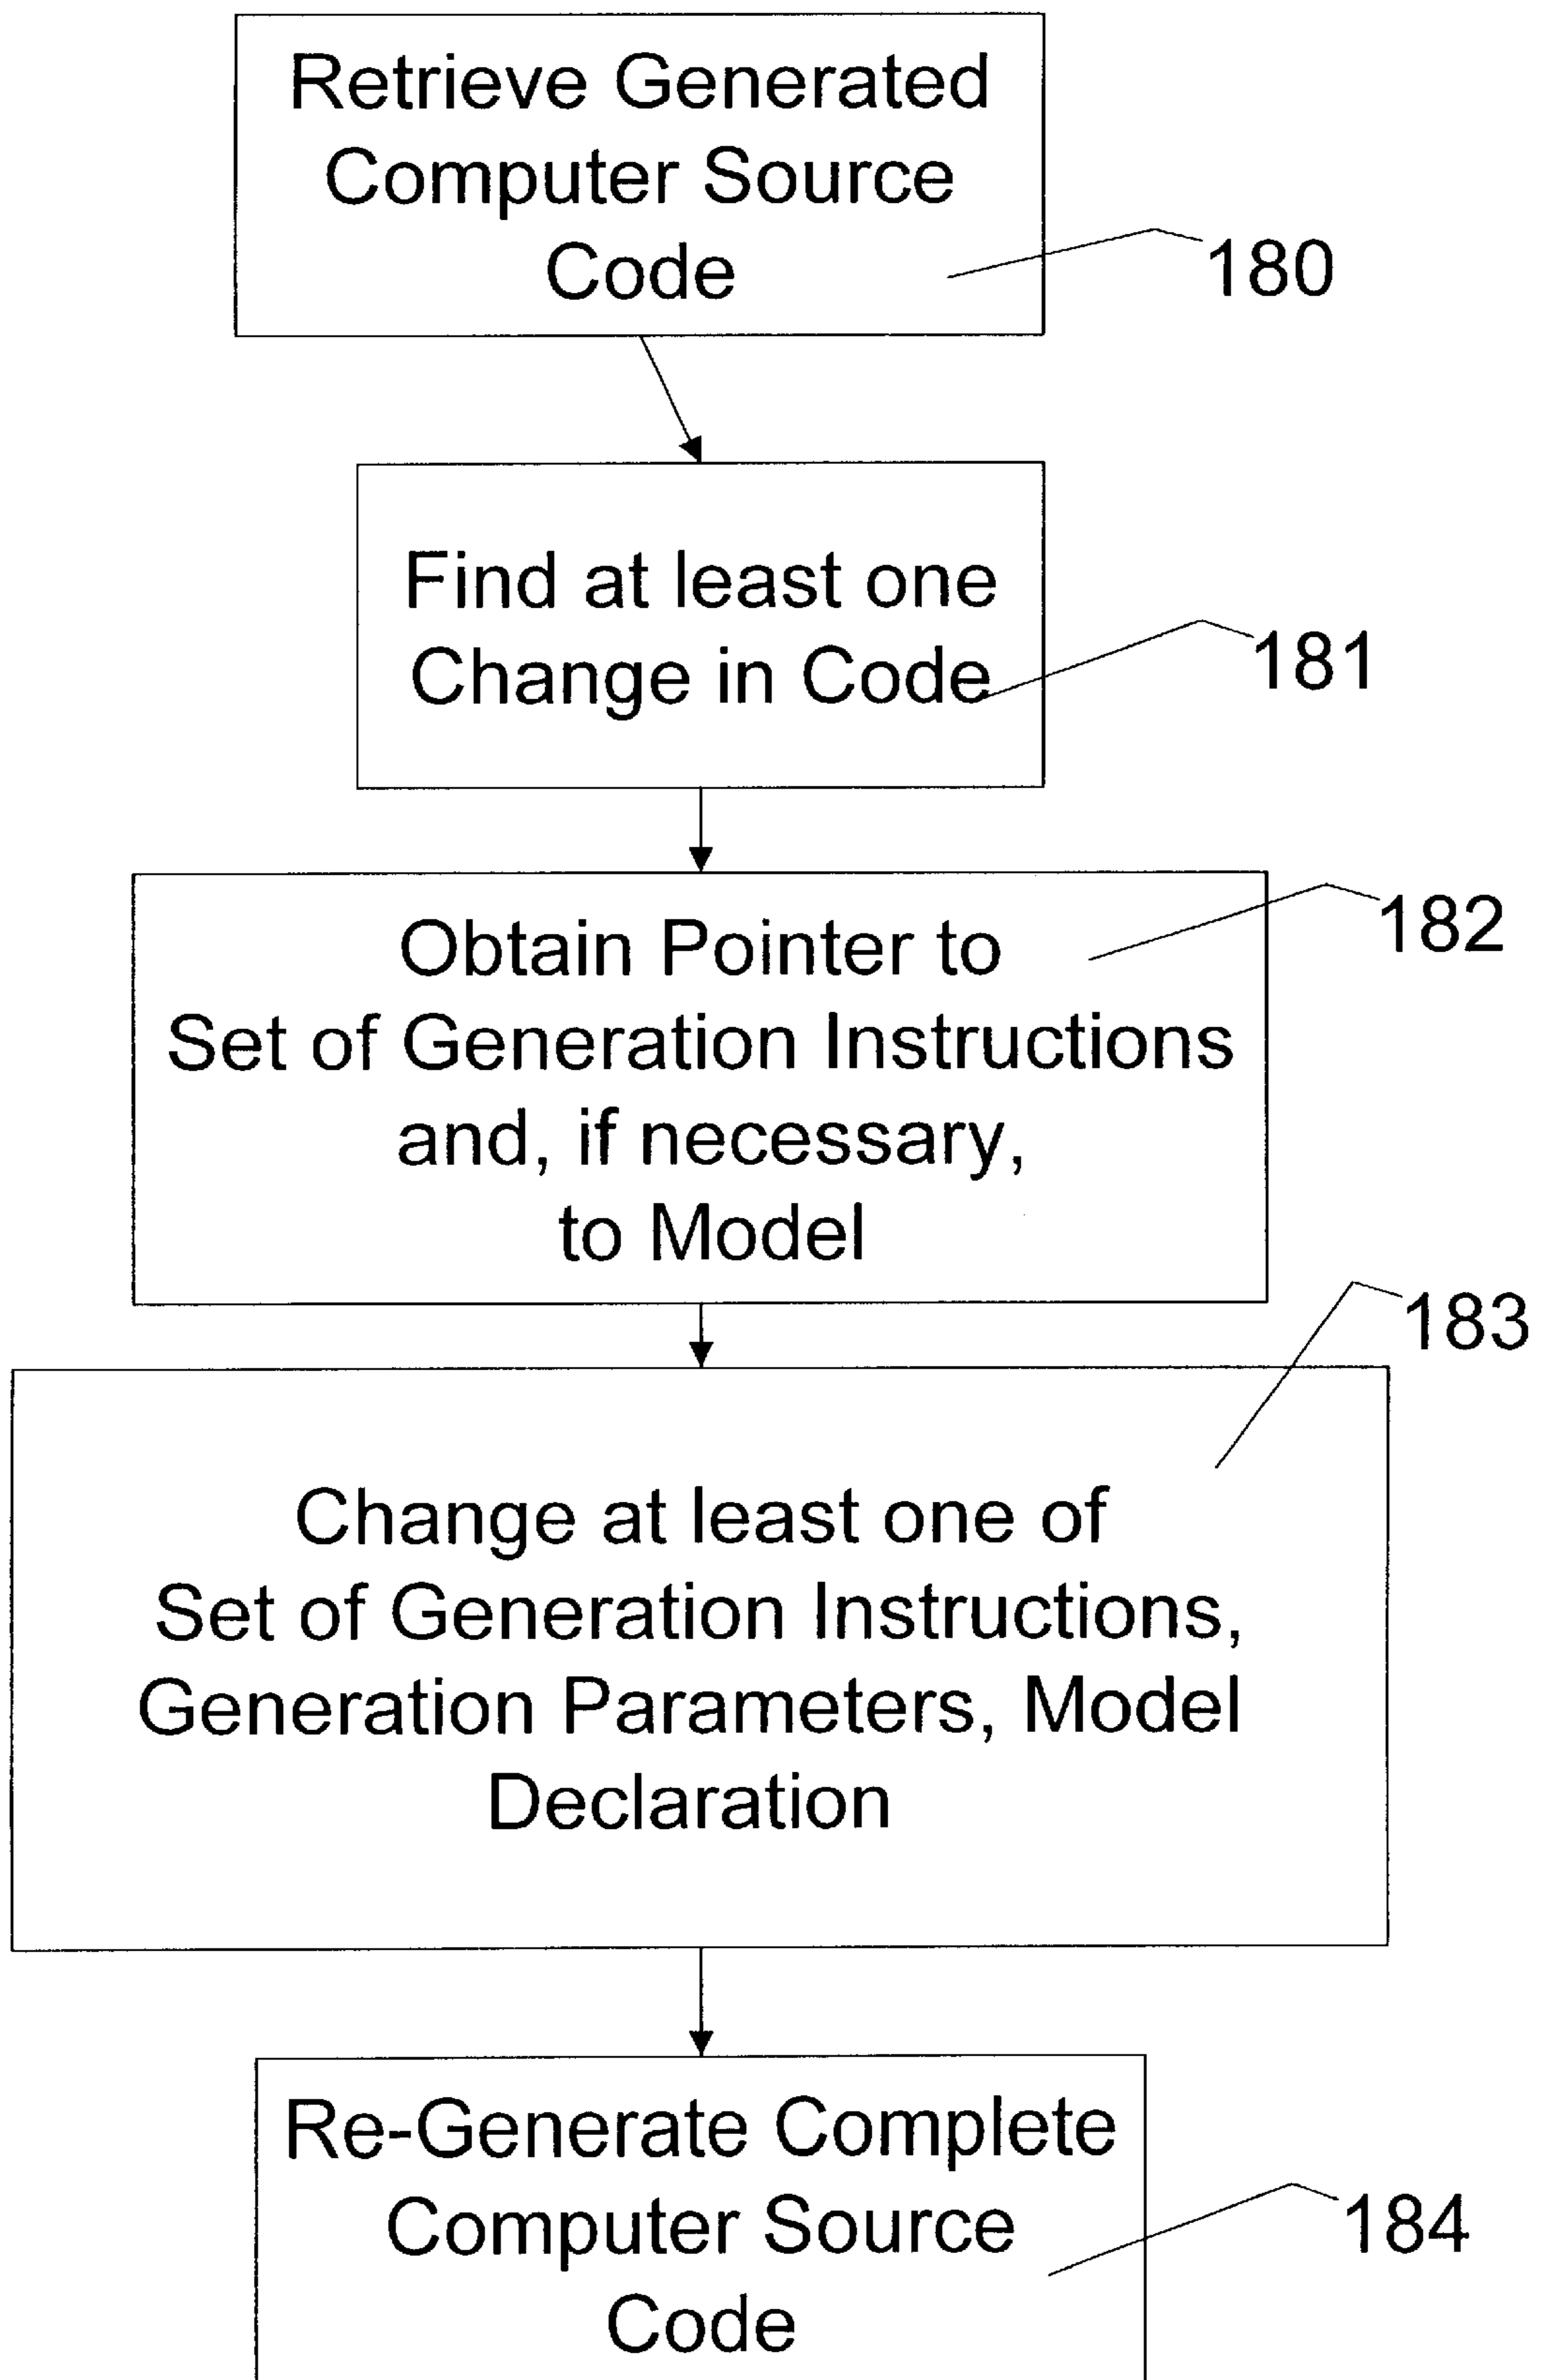 Retrieve Generated
Computer Source
Code
180
Find at least one
Change in Code
181
Obtain Pointer to
Set of Generation Instructions
and, if necessary,
to Model
182
Change at least one of
Set of Generation Instructions,
Generation Parameters, Model
Declaration
183
Re-Generate Complete
Computer Source
Code
184